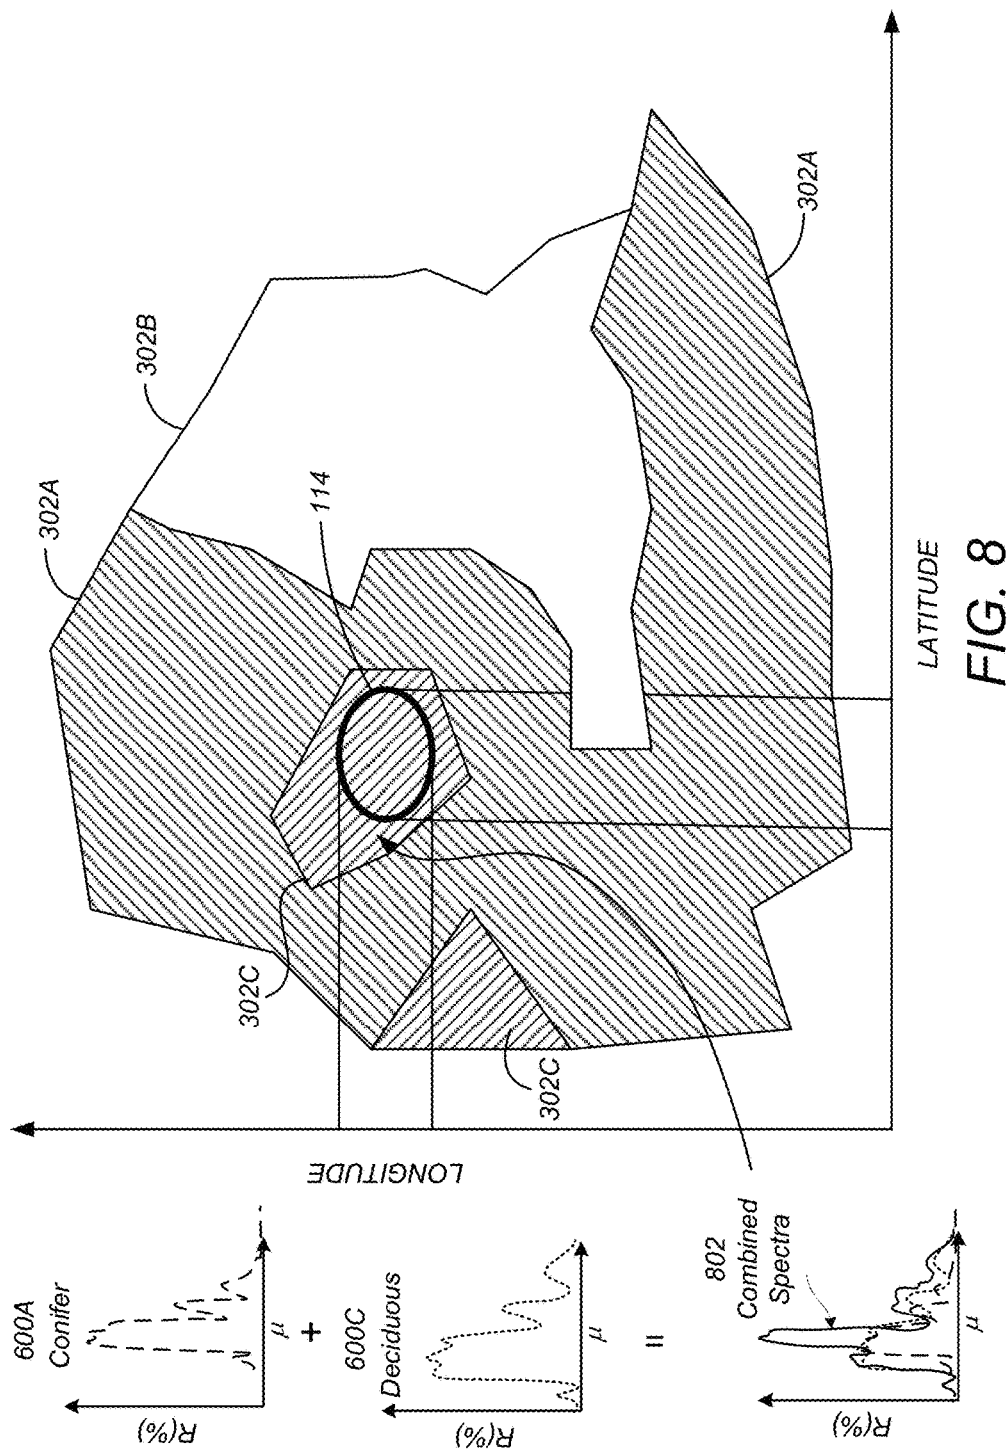 600A
Conifer
R(%)
μ
+
600C
Deciduous
R(%)
μ
=
802
Combined
Spectra
R(%)
μ
LONGITUDE
302A
302B
114
302C
302C
302A
LATITUDE
FIG. 8